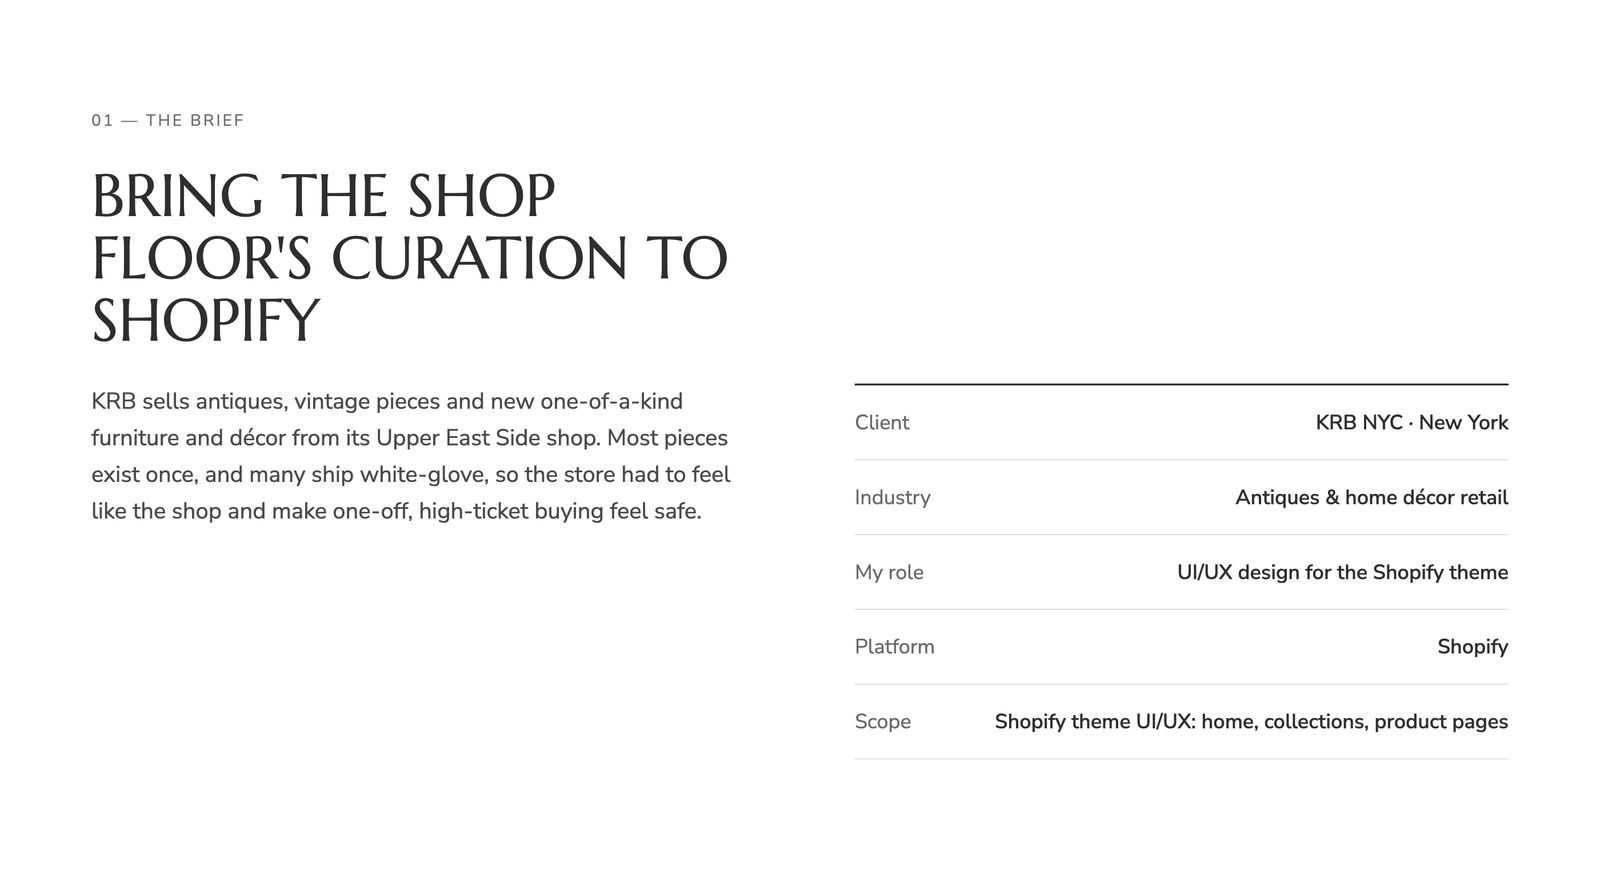 01 — THE BRIEF
BRING THE SHOP
FLOOR'S CURATION TO
SHOPIFY
KRB sells antiques, vintage pieces and new one-of-a-kind
furniture and décor from its Upper East Side shop. Most pieces
exist once, and many ship white-glove, so the store had to feel
like the shop and make one-off, high-ticket buying feel safe.
Client KRB NYC · New York
Industry Antiques & home décor retail
My role UI/UX design for the Shopify theme
Platform Shopify
Scope Shopify theme UI/UX: home, collections, product pages